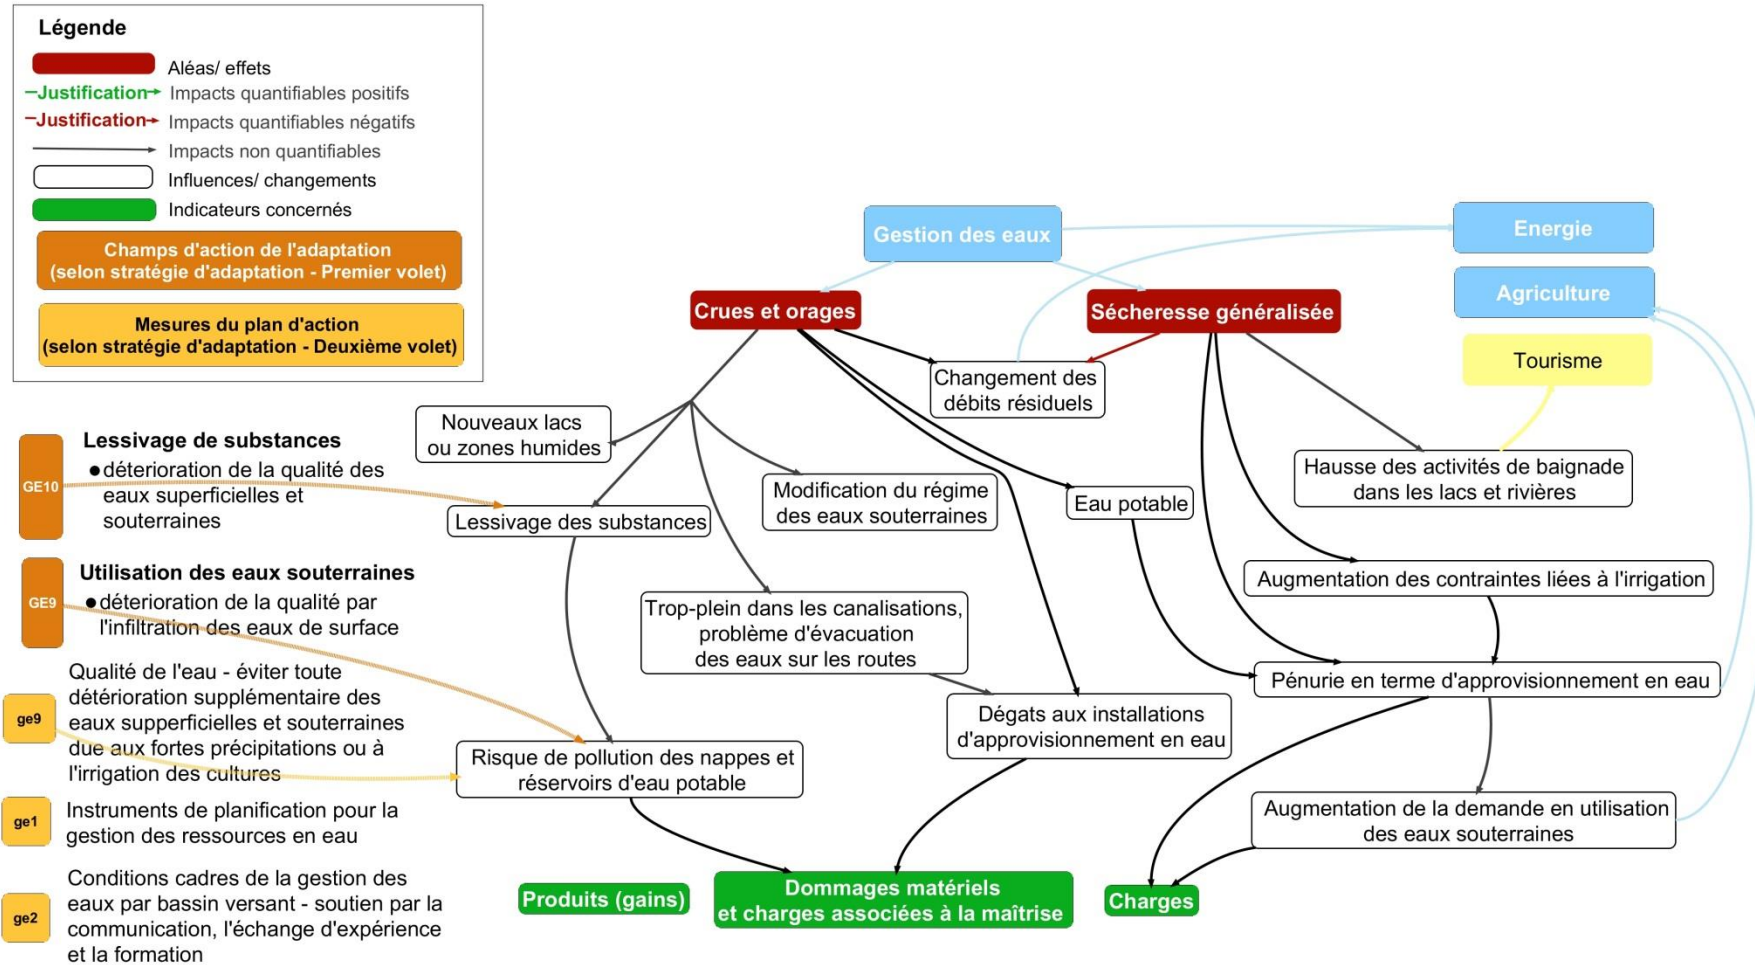 Légende
Aléas/ effets
Justification
Impacts quantifiables positifs
Justification
Impacts quantifiables négatifs
Impacts non quantifiables
Influences/ changements
Indicateurs concernés
Champs d'action de l'adaptation
(selon stratégie d'adaptation - Premier volet)
Mesures du plan d'action
(selon stratégie d'adaptation - Deuxième volet)
Gestion des eaux
Energie
Agriculture
Tourisme
Crues et orages
Sécheresse généralisée
Changement des
débits résiduels
Nouveaux lacs
ou zones humides
Hausse des activités de baignade
dans les lacs et rivières
Modification du régime
des eaux souterraines
Eau potable
Lessivage des substances
GE10
Lessivage de substances
●détérioration de la qualité des
eaux superficielles et
souterraines
Augmentation des contraintes liées à l'irrigation
GE9
Utilisation des eaux souterraines
●détérioration de la qualité par
l'infiltration des eaux de surface
Trop-plein dans les canalisations,
problème d'évacuation
des eaux sur les routes
Pénurie en terme d'approvisionnement en eau
ge9
Qualité de l'eau - éviter toute
détérioration supplémentaire des
eaux supperficielles et souterraines
due aux fortes précipitations ou à
l'irrigation des cultures
Dégats aux installations
d'approvisionnement en eau
Risque de pollution des nappes et
réservoirs d'eau potable
Augmentation de la demande en utilisation
des eaux souterraines
ge1
Instruments de planification pour la
gestion des ressources en eau
ge2
Conditions cadres de la gestion des
eaux par bassin versant - soutien par la
communication, l'échange d'expérience
et la formation
Produits (gains)
Dommages matériels
et charges associées à la maîtrise
Charges